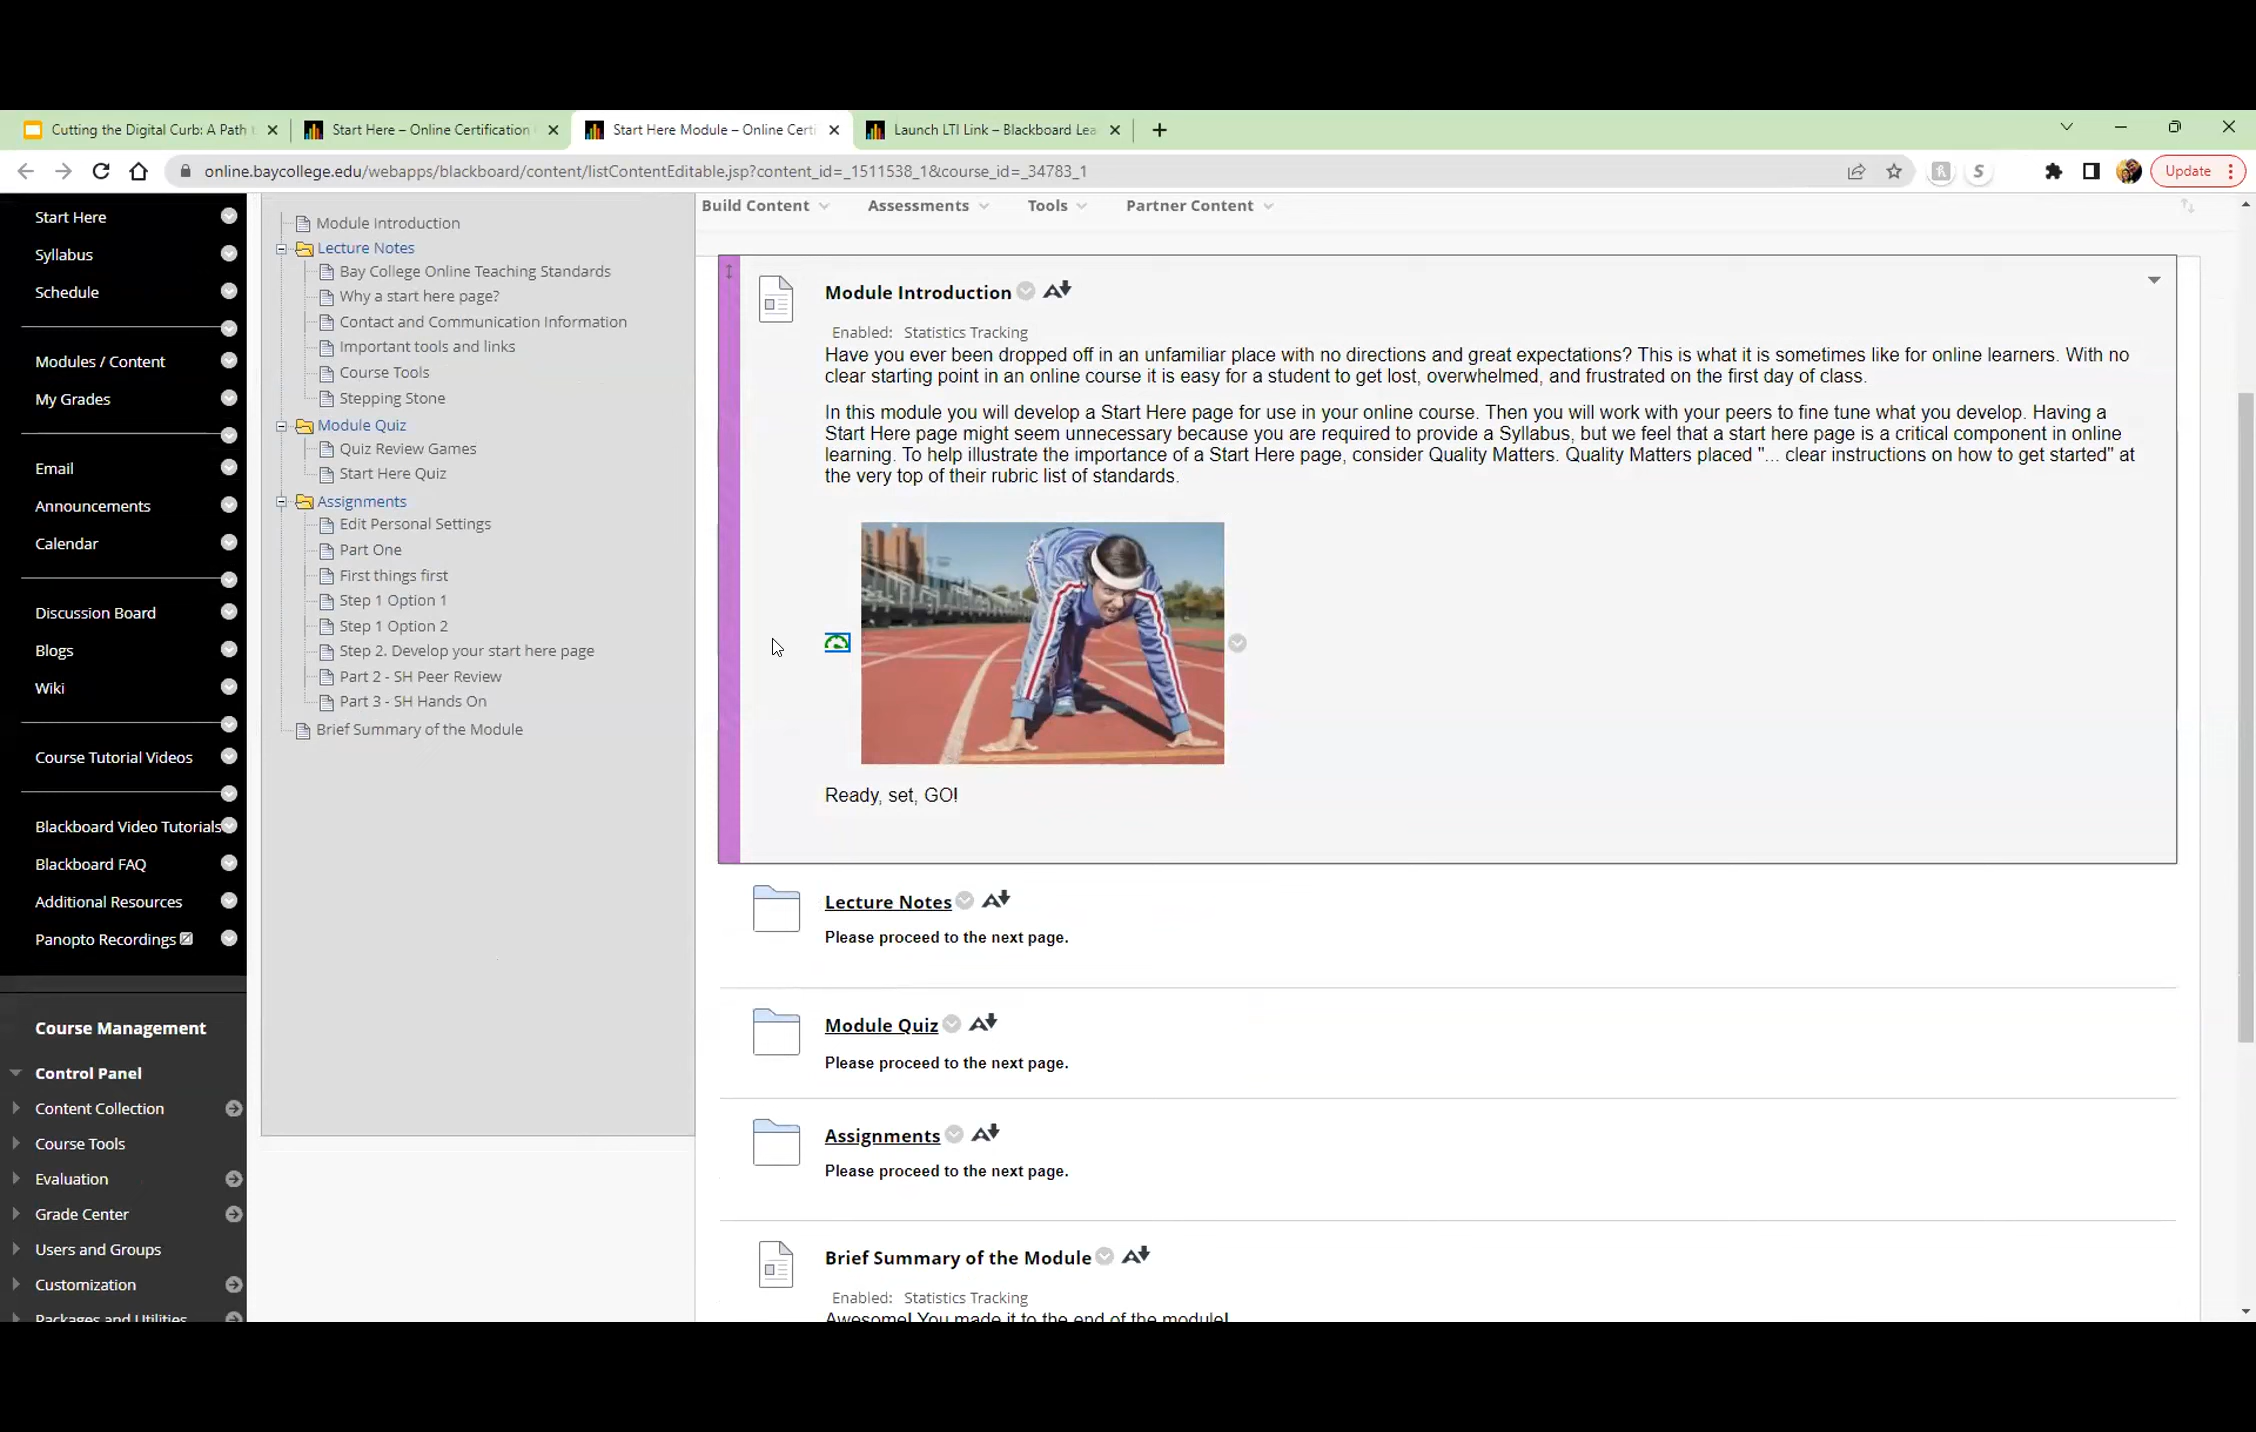 Cutting the Digital Curb: A Path
Start Here – Online Certification
Start Here Module – Online Certi
Launch LTI Link – Blackboard Lea
online.baycollege.edu/webapps/blackboard/content/listContentEditable.jsp?content_id=_1511538_1&course_id=_34783_1
Update
Start Here
Syllabus
Schedule
Modules / Content
My Grades
Email
Announcements
Calendar
Discussion Board
Blogs
Wiki
Course Tutorial Videos
Blackboard Video Tutorials
Blackboard FAQ
Additional Resources
Panopto Recordings
Course Management
Control Panel
Content Collection
Course Tools
Evaluation
Grade Center
Users and Groups
Customization
Packages and Utilities
Module Introduction
Lecture Notes
Bay College Online Teaching Standards
Why a start here page?
Contact and Communication Information
Important tools and links
Course Tools
Stepping Stone
Module Quiz
Quiz Review Games
Start Here Quiz
Assignments
Edit Personal Settings
Part One
First things first
Step 1 Option 1
Step 1 Option 2
Step 2. Develop your start here page
Part 2 - SH Peer Review
Part 3 - SH Hands On
Brief Summary of the Module
Build Content
Assessments
Tools
Partner Content
Module Introduction
Enabled: Statistics Tracking
Have you ever been dropped off in an unfamiliar place with no directions and great expectations? This is what it is sometimes like for online learners. With no
clear starting point in an online course it is easy for a student to get lost, overwhelmed, and frustrated on the first day of class.
In this module you will develop a Start Here page for use in your online course. Then you will work with your peers to fine tune what you develop. Having a
Start Here page might seem unnecessary because you are required to provide a Syllabus, but we feel that a start here page is a critical component in online
learning. To help illustrate the importance of a Start Here page, consider Quality Matters. Quality Matters placed "... clear instructions on how to get started" at
the very top of their rubric list of standards.
Ready, set, GO!
Lecture Notes
Please proceed to the next page.
Module Quiz
Please proceed to the next page.
Assignments
Please proceed to the next page.
Brief Summary of the Module
Enabled: Statistics Tracking
Awesome! You made it to the end of the module!